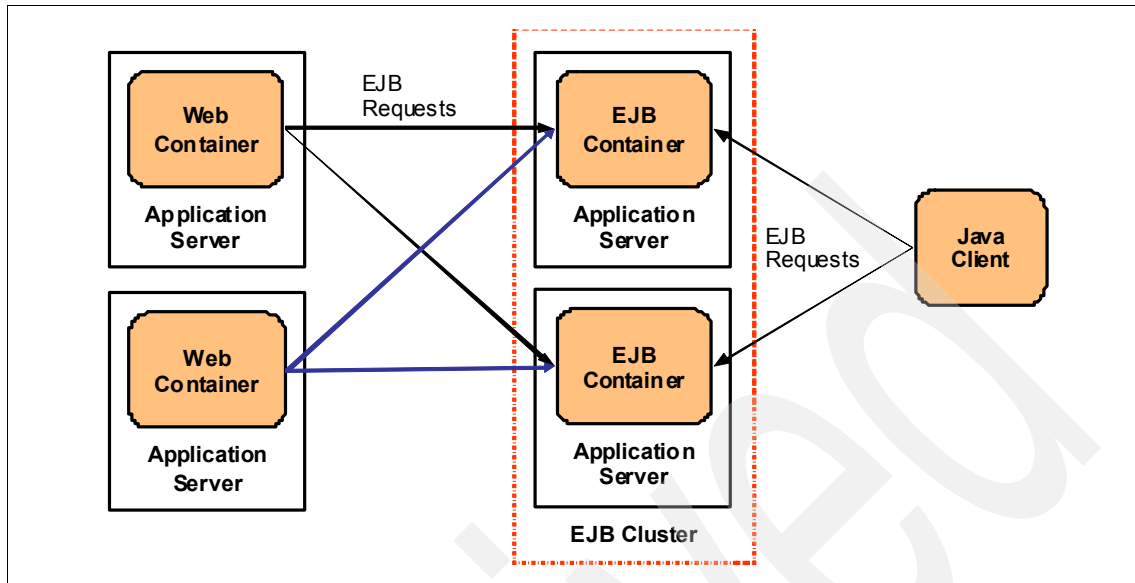 Web
Container
Application
Server
EJB
Requests
EJB
Container
Application
Server
Web
Container
Application
Server
EJB
Container
Application
Server
EJB Cluster
EJB
Requests
Java
Client